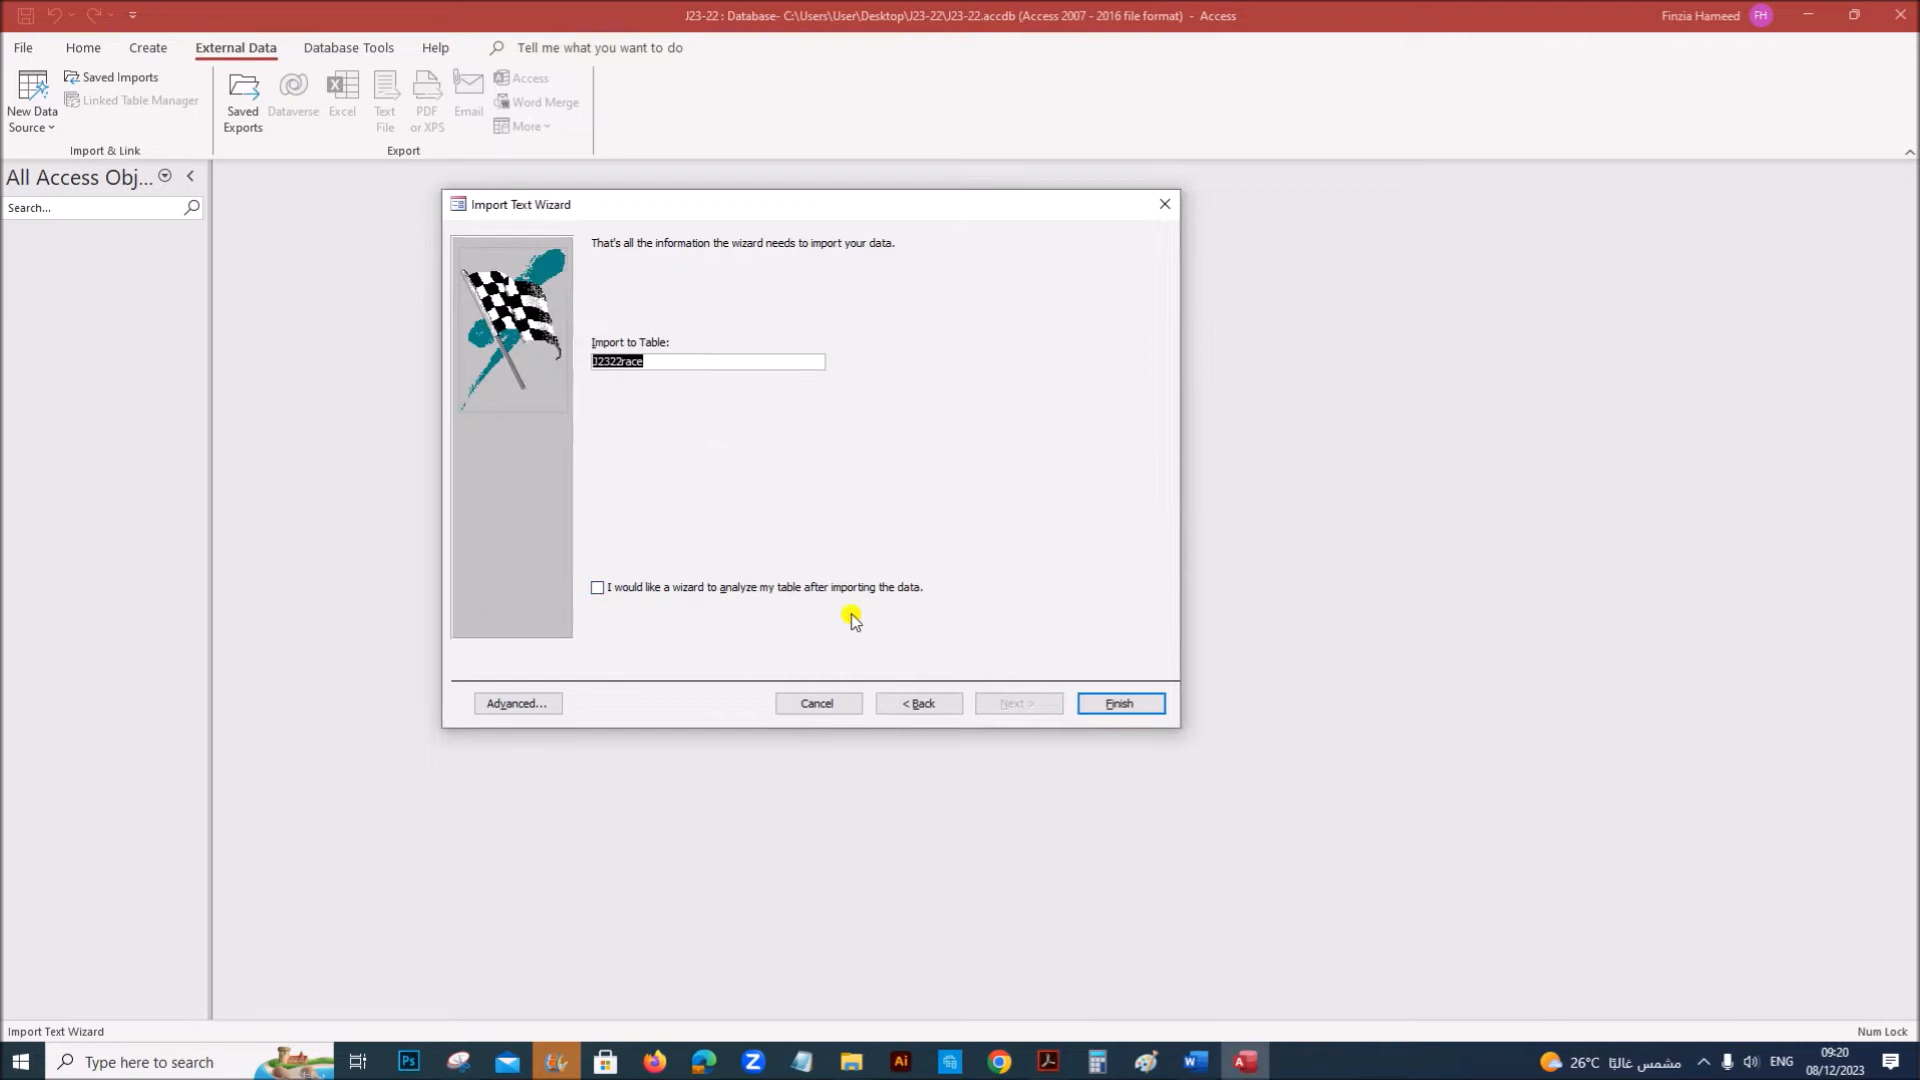 J23-22 : Database- C:\Users\User\Desktop\J23-22\J23-22.accdb (Access 2007 - 2016 file format) - Access
Finzia Hameed
FH
File
Home
Create
External Data
Database Tools
Help
Tell me what you want to do
New Data
Source
Saved Imports
Linked Table Manager
Import & Link
Saved
Exports
Dataverse
Excel
Text
File
PDF
or XPS
Email
Access
Word Merge
More
Export
All Access Obj...
Search...
Import Text Wizard
That's all the information the wizard needs to import your data.
Import to Table:
J2322race
I would like a wizard to analyze my table after importing the data.
Advanced...
Cancel
< Back
Next >
Finish
Import Text Wizard
Num Lock
Type here to search
Ps
Ai
26°C
مشمس غالبًا
ENG
09:20
08/12/2023